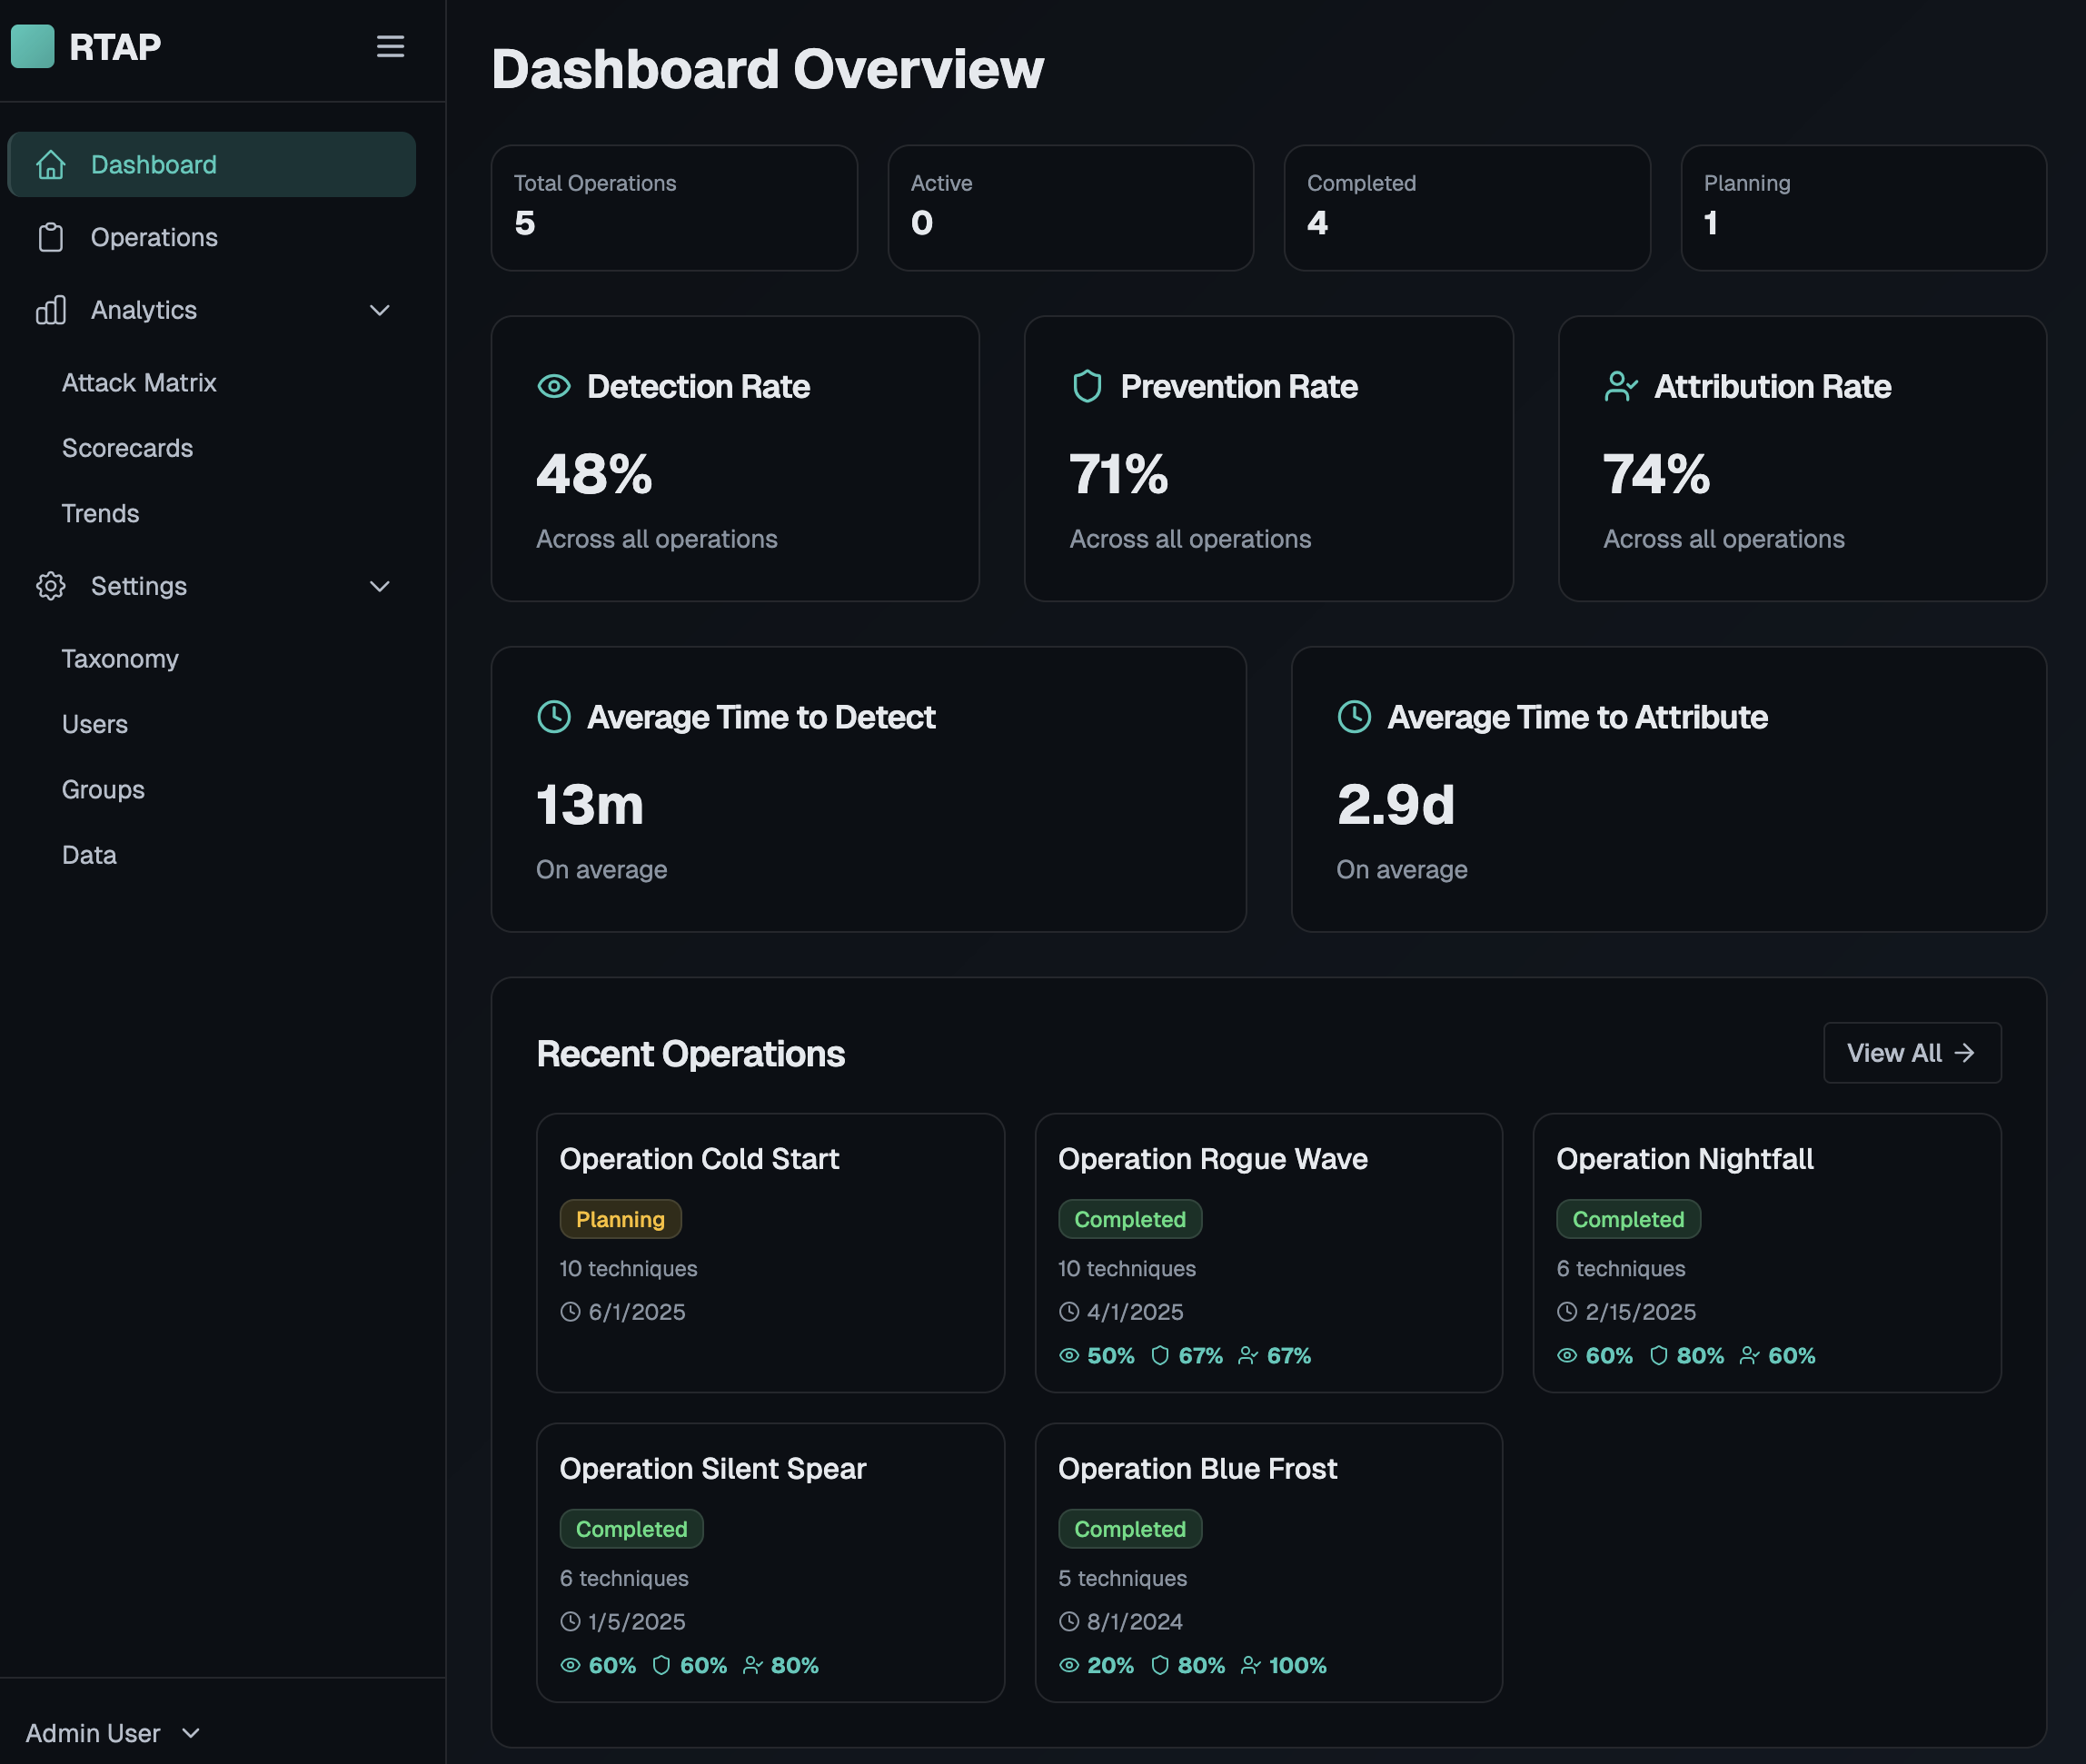 RTAP
Dashboard
Operations
Analytics
Attack Matrix
Scorecards
Trends
Settings
Taxonomy
Users
Groups
Data
Admin User
Dashboard Overview
Total Operations
5
Active
0
Completed
4
Planning
1
Detection Rate
48%
Across all operations
Prevention Rate
71%
Across all operations
Attribution Rate
74%
Across all operations
Average Time to Detect
13m
On average
Average Time to Attribute
2.9d
On average
Recent Operations
View All →
Operation Cold Start
Planning
10 techniques
6/1/2025
Operation Rogue Wave
Completed
10 techniques
4/1/2025
50% 67% 67%
Operation Nightfall
Completed
6 techniques
2/15/2025
60% 80% 60%
Operation Silent Spear
Completed
6 techniques
1/5/2025
60% 60% 80%
Operation Blue Frost
Completed
5 techniques
8/1/2024
20% 80% 100%